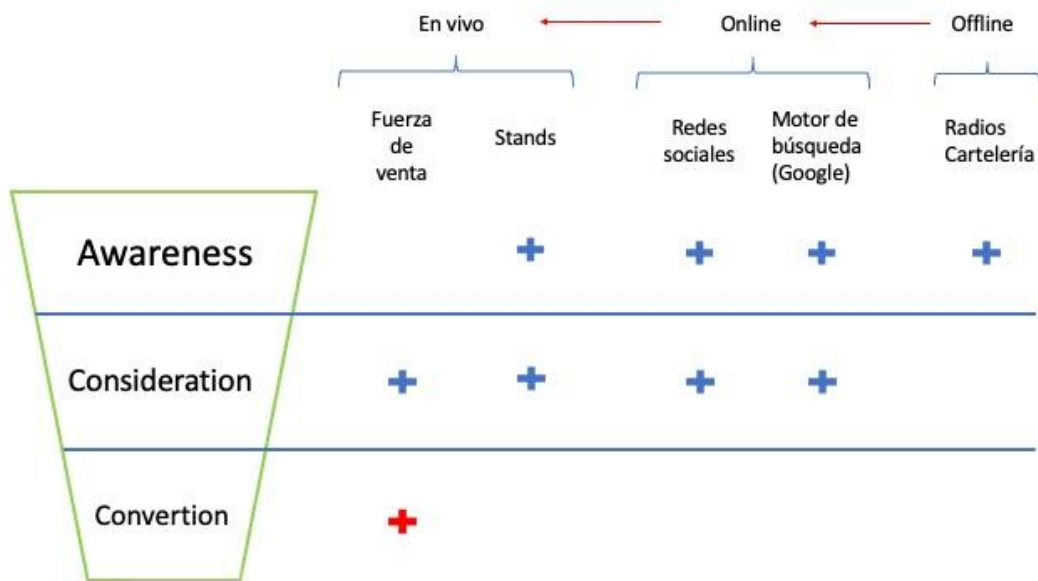 En vivo
Online
Offline
Fuerza
de
venta
Stands
Redes
sociales
Motor de
búsqueda
(Google)
Radios
Cartelería
Awareness
Consideration
Convertion